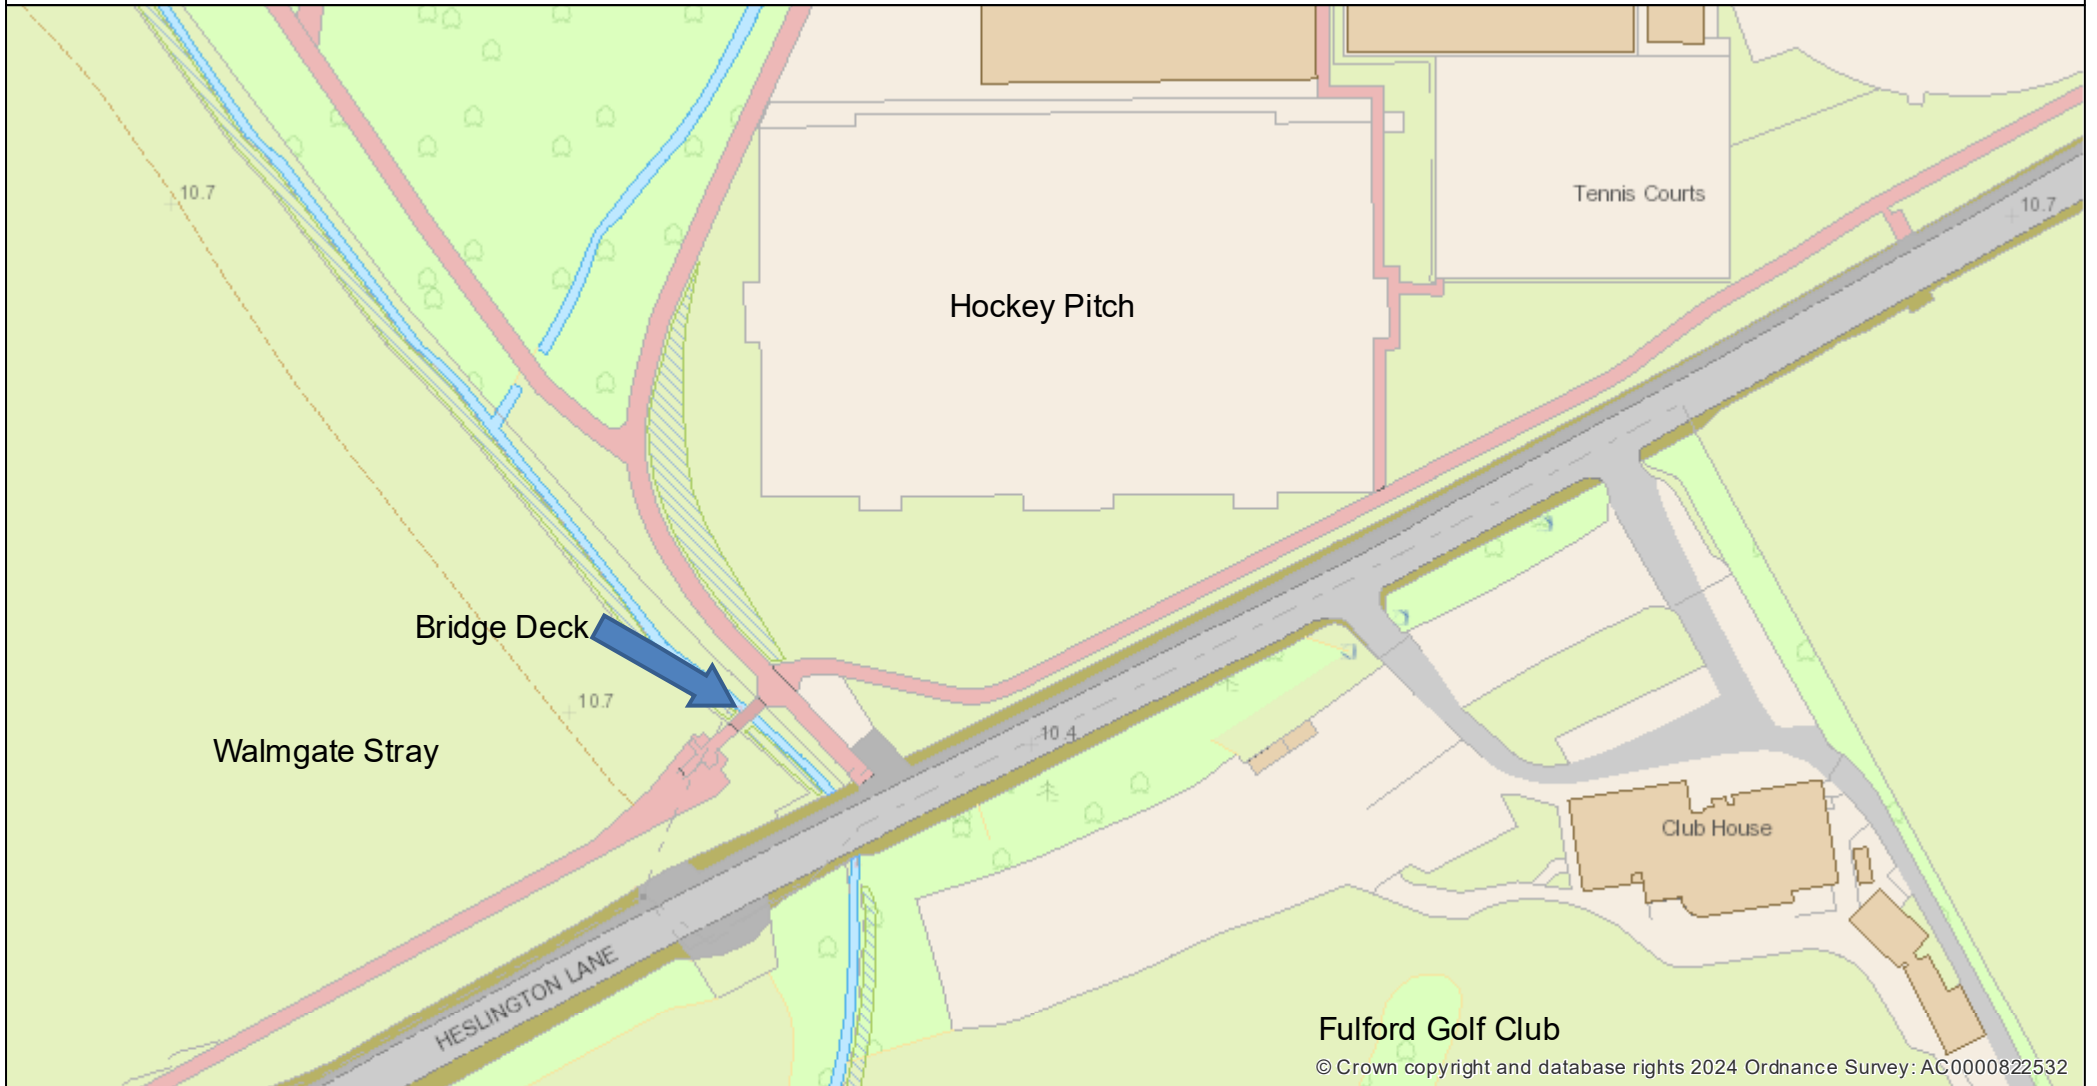 10.7
Tennis Courts
10.7
Hockey Pitch
Bridge Deck
10.7
10.4
Walmgate Stray
Club House
HESLINGTON LANE
Fulford Golf Club
© Crown copyright and database rights 2024 Ordnance Survey: AC0000822532